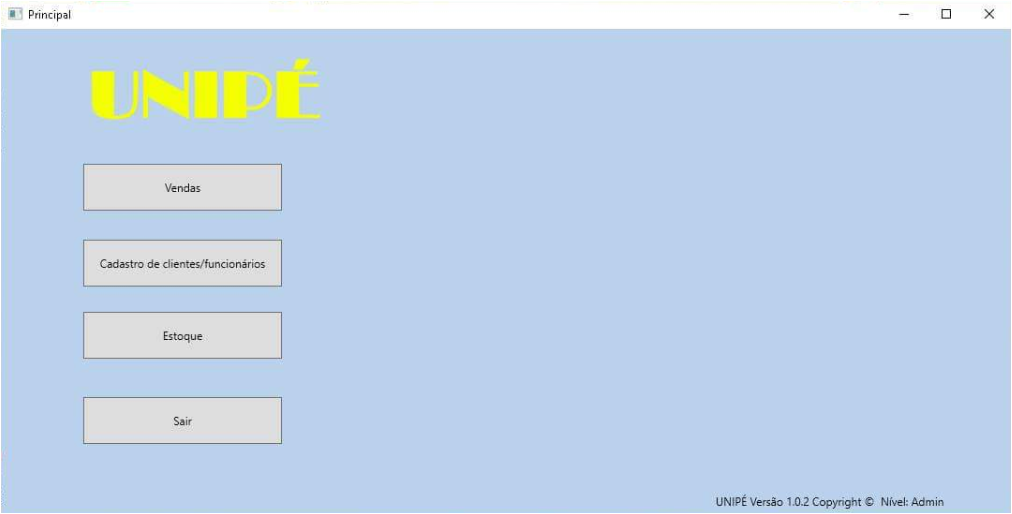 Principal
UNIPÉ
Vendas
Cadastro de clientes/funcionários
Estoque
Sair
UNIPÉ Versão 1.0.2 Copyright © Nível: Admin